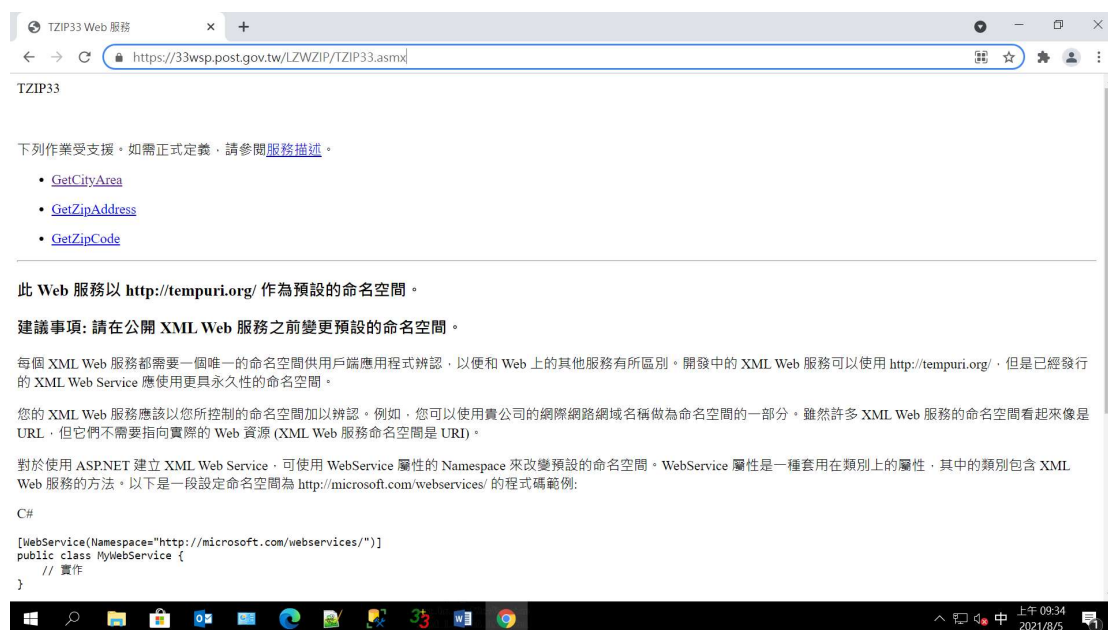 TZIP33 Web 服務
https://33wsp.post.gov.tw/LZWZIP/TZIP33.asmx
TZIP33
下列作業受支援。如需正式定義，請參閱服務描述。
• GetCityArea
• GetZipAddress
• GetZipCode
此 Web 服務以 http://tempuri.org/ 作為預設的命名空間。
建議事項: 請在公開 XML Web 服務之前變更預設的命名空間。
每個 XML Web 服務都需要一個唯一的命名空間供用戶端應用程式辨認，以便和 Web 上的其他服務有所區別。開發中的 XML Web 服務可以使用 http://tempuri.org/，但是已經發行
的 XML Web Service 應使用更具永久性的命名空間。
您的 XML Web 服務應該以您所控制的命名空間加以辨認。例如，您可以使用貴公司的網際網路網域名稱做為命名空間的一部分。雖然許多 XML Web 服務的命名空間看起來像是
URL，但它們不需要指向實際的 Web 資源 (XML Web 服務命名空間是 URI)。
對於使用 ASP.NET 建立 XML Web Service，可使用 WebService 屬性的 Namespace 來改變預設的命名空間。WebService 屬性是一種套用在類別上的屬性，其中的類別包含 XML
Web 服務的方法。以下是一段設定命名空間為 http://microsoft.com/webservices/ 的程式碼範例:
C#
[WebService(Namespace="http://microsoft.com/webservices/")]
public class MyWebService {
    // 實作
}
中
上午 09:34
2021/8/5